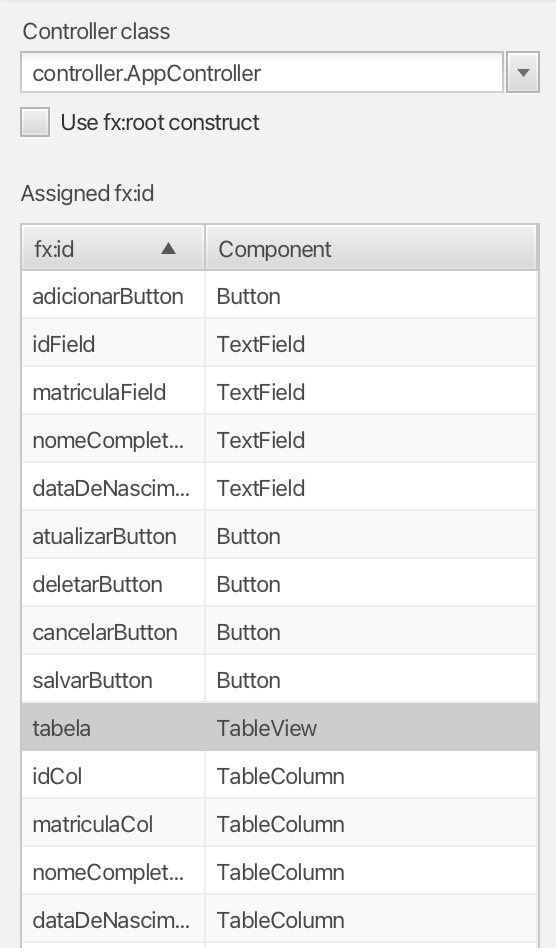 Controller class
controller.AppController
Use fx:root construct
Assigned fx:id
fx:id Component
adicionarButton Button
idField TextField
matriculaField TextField
nomeComplet... TextField
dataDeNascim... TextField
atualizarButton Button
deletarButton Button
cancelarButton Button
salvarButton Button
tabela TableView
idCol TableColumn
matriculaCol TableColumn
nomeComplet... TableColumn
dataDeNascim... TableColumn